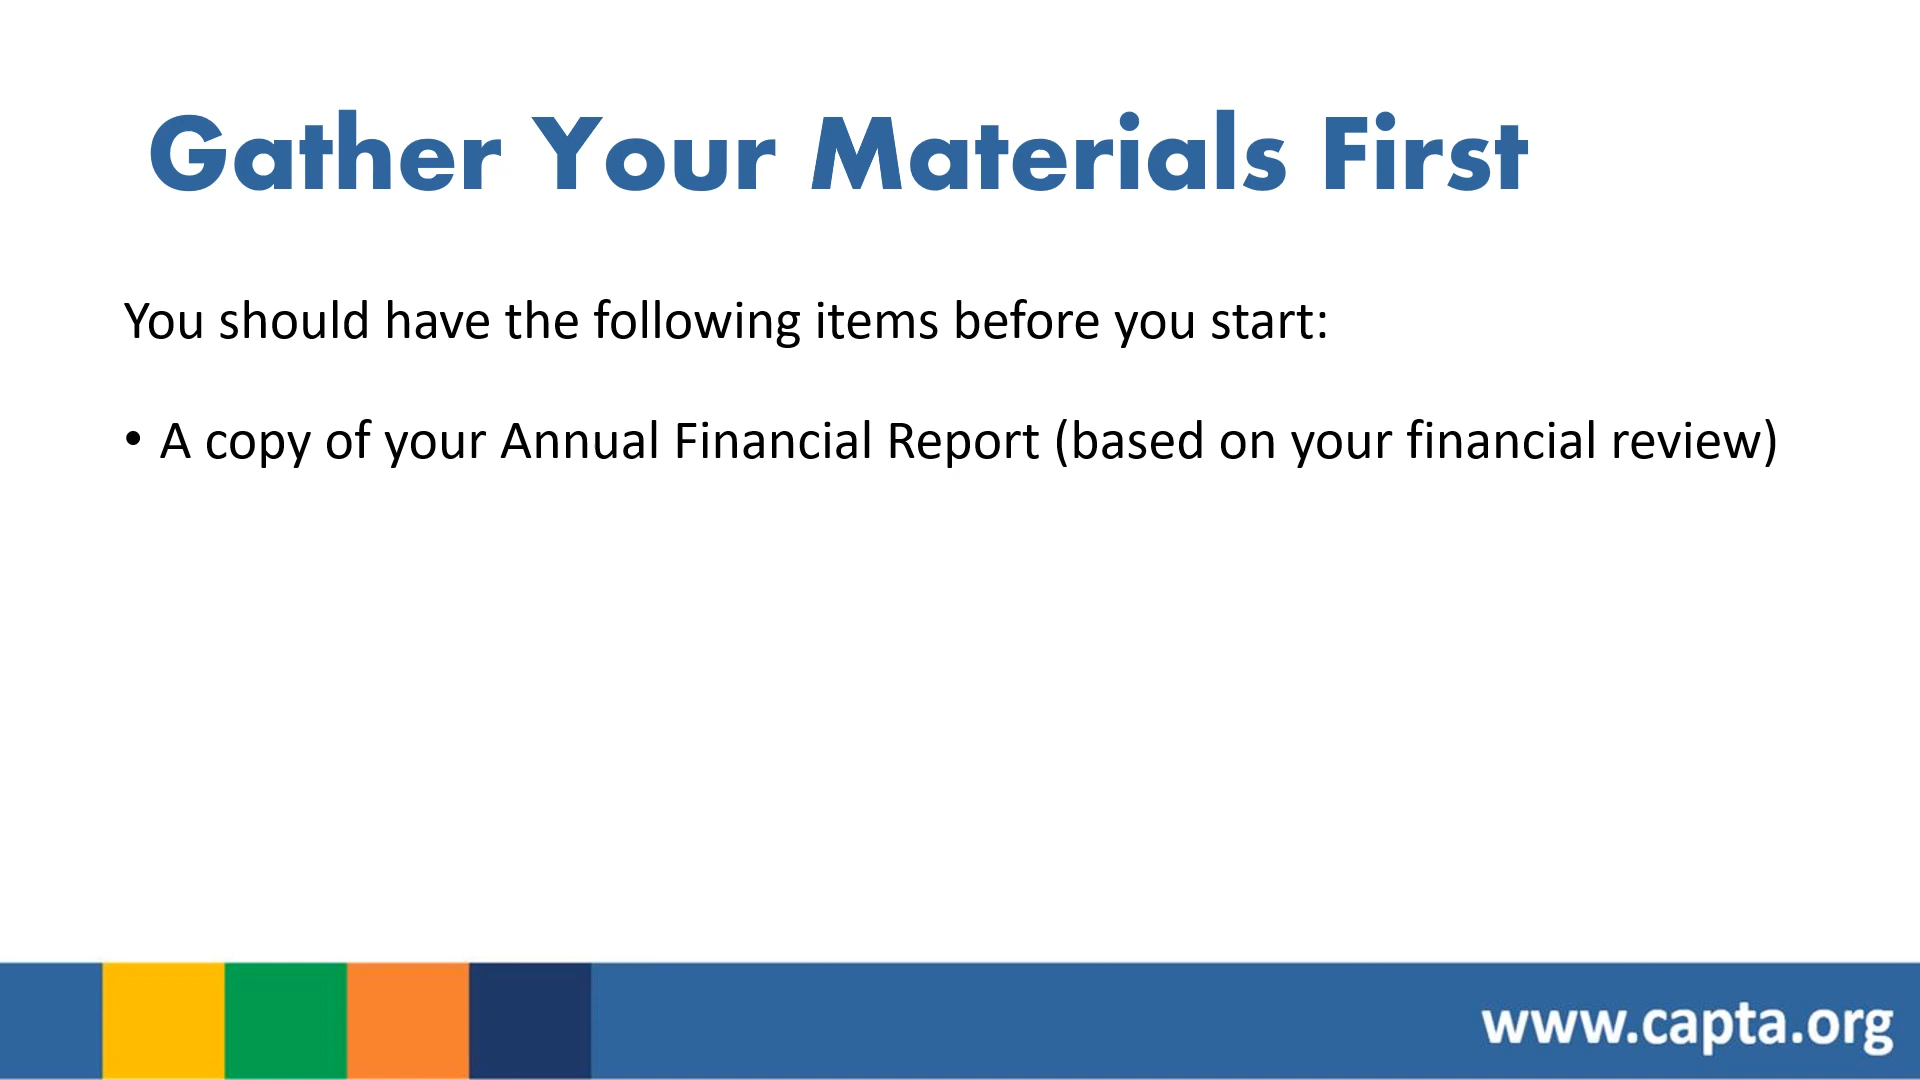 Gather Your Materials First
You should have the following items before you start:
• A copy of your Annual Financial Report (based on your financial review)
www.capta.org